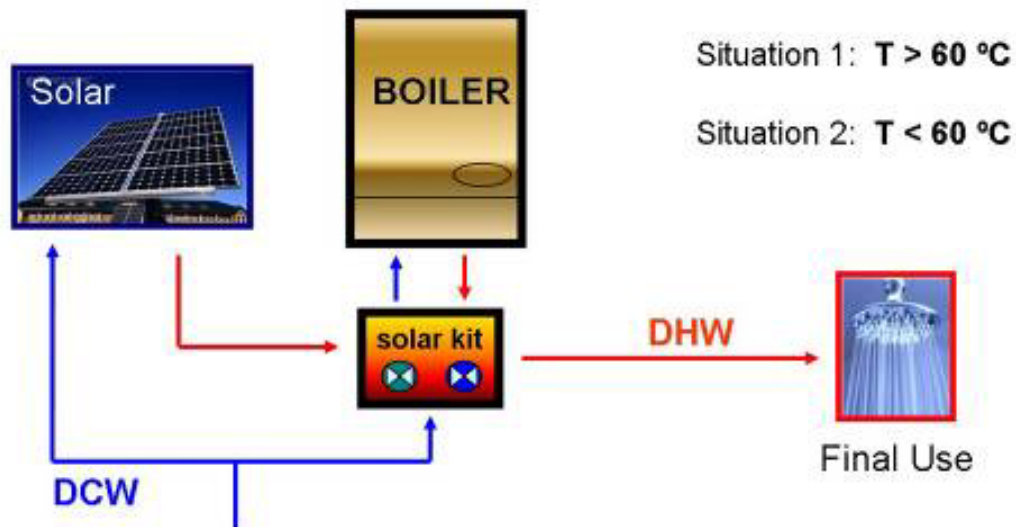 Solar
BOILER
Situation 1: T > 60 ºC
Situation 2: T < 60 ºC
solar kit
DHW
Final Use
DCW